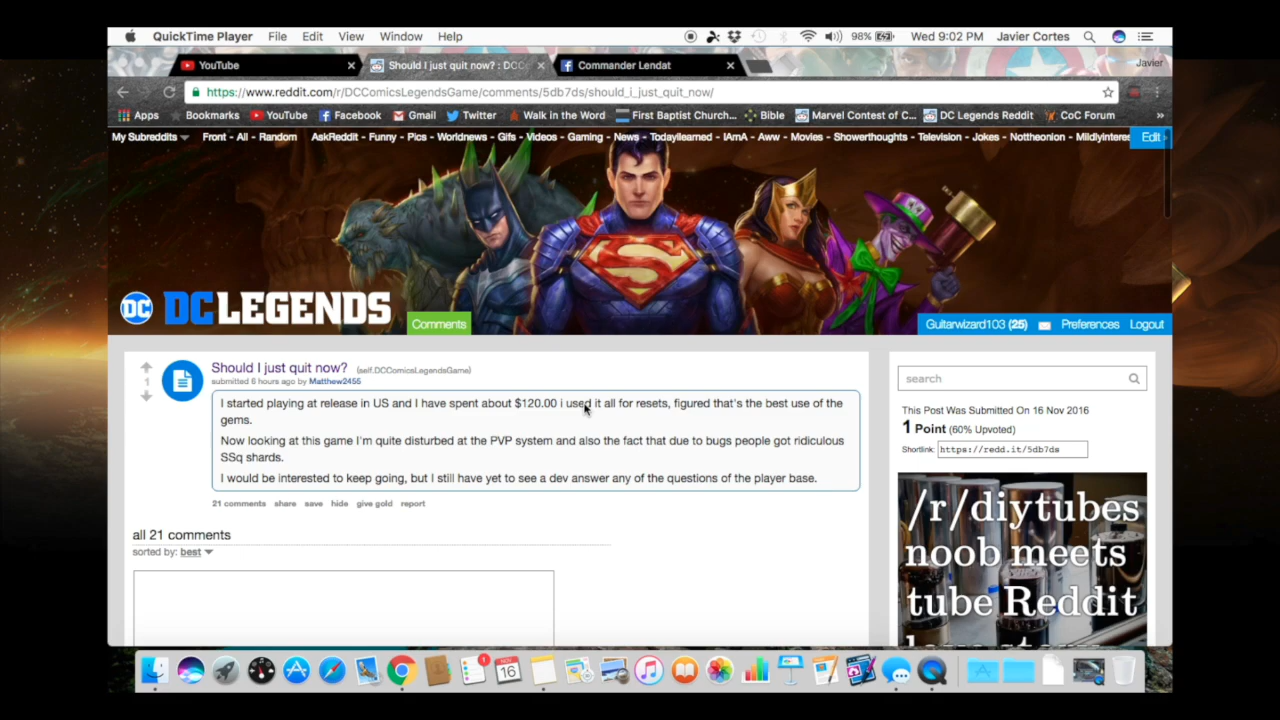 QuickTime Player File Edit View Window Help 98% Wed 9:02 PM Javier Cortes
YouTube Should I just quit now? : DCC Commander Lendat Javier
https://www.reddit.com/r/DCComicsLegendsGame/comments/5db7ds/should_i_just_quit_now/
Apps Bookmarks YouTube Facebook Gmail Twitter Walk in the Word First Baptist Church... Bible Marvel Contest of C... DC Legends Reddit CoC Forum »
My Subreddits Front - All - Random AskReddit - Funny - Pics - Worldnews - Gifs - Videos - Gaming - News - Todayilearned - IAmA - Aww - Movies - Showerthoughts - Television - Jokes - Nottheonion - Mildlyinteres Edit
DC DC LEGENDS
Comments
Guitarwizard103 (25) Preferences Logout
Should I just quit now? (self.DCComicsLegendsGame)
submitted 6 hours ago by Matthew2455
1
I started playing at release in US and I have spent about $120.00 i used it all for resets, figured that's the best use of the
gems.
Now looking at this game I'm quite disturbed at the PVP system and also the fact that due to bugs people got ridiculous
SSq shards.
I would be interested to keep going, but I still have yet to see a dev answer any of the questions of the player base.
21 comments share save hide give gold report
all 21 comments
sorted by: best
search
This Post Was Submitted On 16 Nov 2016
1 Point (60% Upvoted)
Shortlink: https://redd.it/5db7ds
/r/diytubes
noob meets
tube Reddit
1
NOV
16